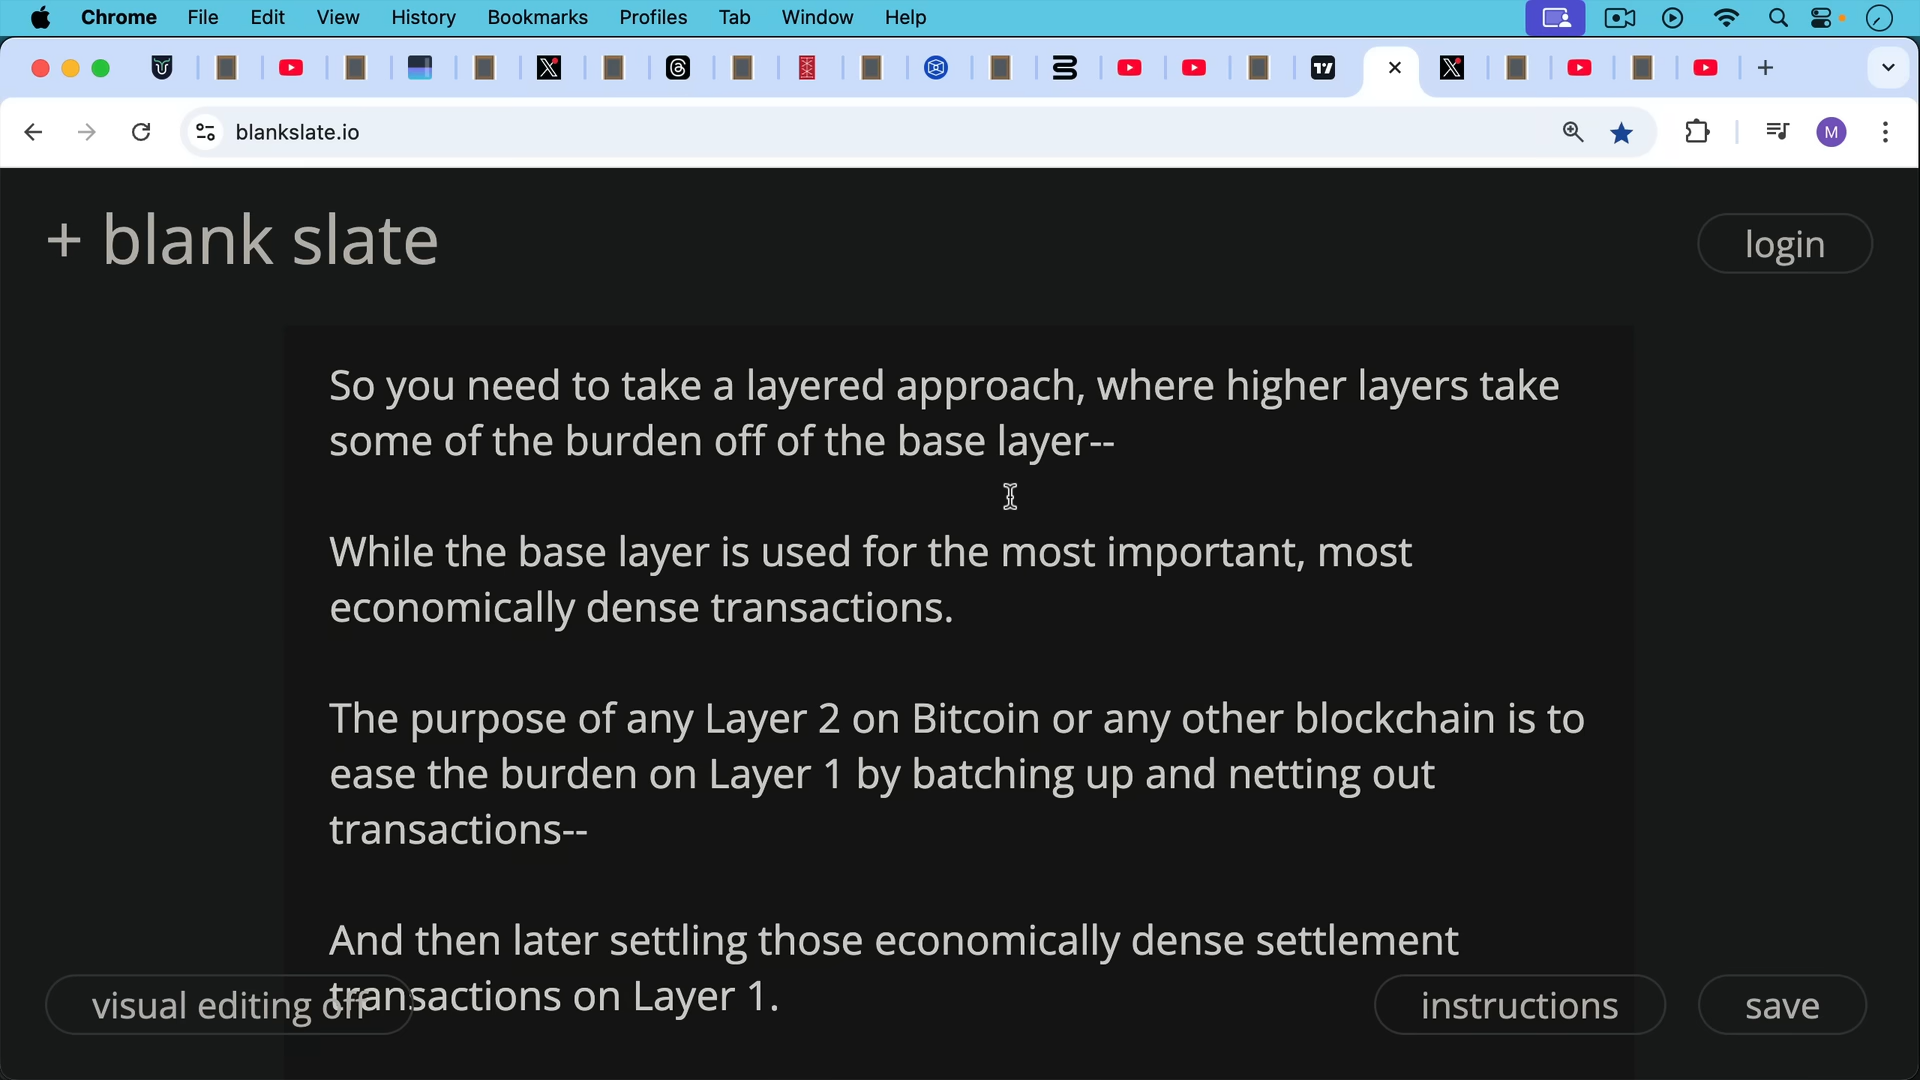 Chrome File Edit View History Bookmarks Profiles Tab Window Help
blankslate.io
M
+ blank slate
login
So you need to take a layered approach, where higher layers take
some of the burden off of the base layer--
While the base layer is used for the most important, most
economically dense transactions.
The purpose of any Layer 2 on Bitcoin or any other blockchain is to
ease the burden on Layer 1 by batching up and netting out
transactions--
And then later settling those economically dense settlement
transactions on Layer 1.
visual editing off
instructions
save